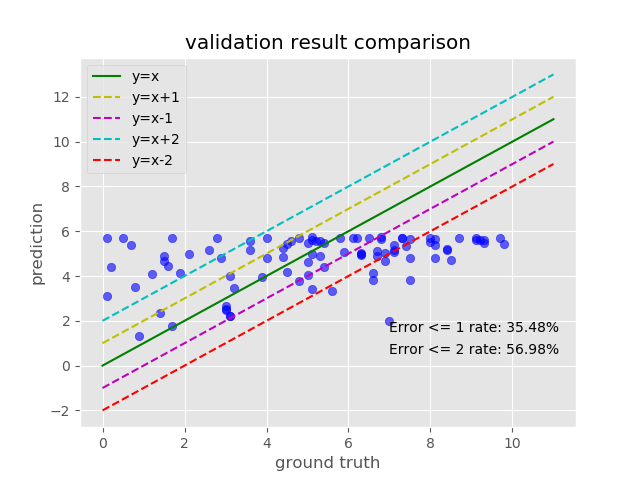 validation result comparison
y=x
y=x+1
y=x-1
y=x+2
y=x-2
12
10
8
6
4
2
0
−2
prediction
Error <= 1 rate: 35.48%
Error <= 2 rate: 56.98%
0 2 4 6 8 10
ground truth